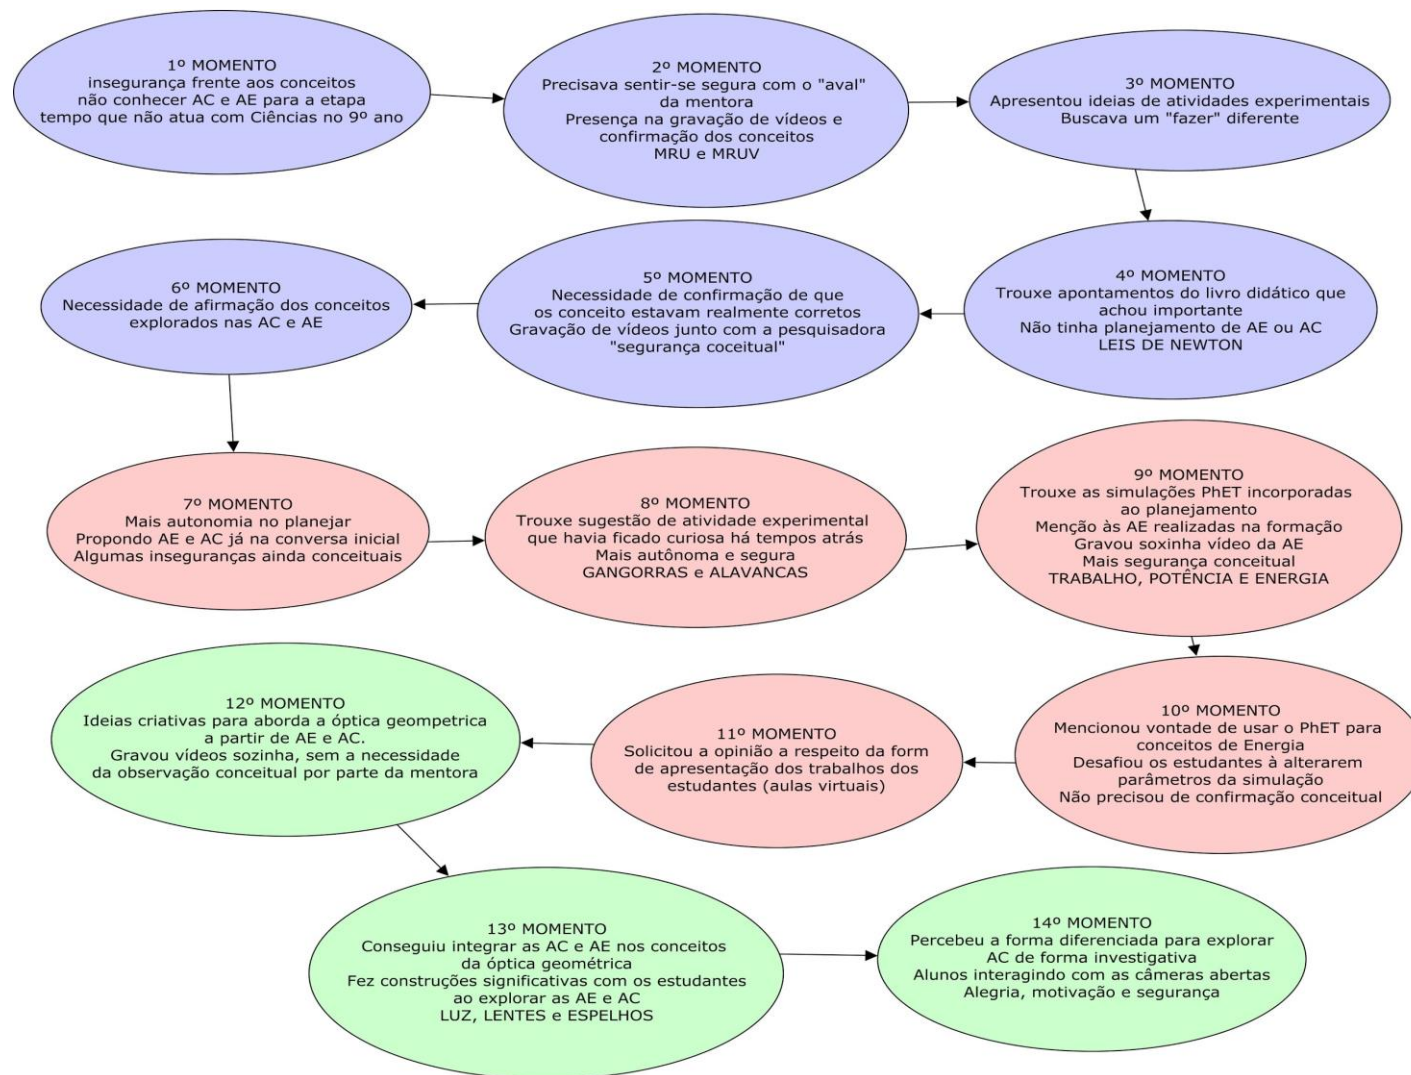 1º MOMENTO
insegurança frente aos conceitos
não conhecer AC e AE para a etapa
tempo que não atua com Ciências no 9º ano
2º MOMENTO
Precisava sentir-se segura com o "aval"
da mentora
Presença na gravação de vídeos e
confirmação dos conceitos
MRU e MRUV
3º MOMENTO
Apresentou ideias de atividades experimentais
Buscava um "fazer" diferente
4º MOMENTO
Trouxe apontamentos do livro didático que
achou importante
Não tinha planejamento de AE ou AC
LEIS DE NEWTON
5º MOMENTO
Necessidade de confirmação de que
os conceito estavam realmente corretos
Gravação de vídeos junto com a pesquisadora
"segurança coceitual"
6º MOMENTO
Necessidade de afirmação dos conceitos
explorados nas AC e AE
7º MOMENTO
Mais autonomia no planejar
Propondo AE e AC já na conversa inicial
Algumas inseguranças ainda conceituais
8º MOMENTO
Trouxe sugestão de atividade experimental
que havia ficado curiosa há tempos atrás
Mais autônoma e segura
GANGORRAS e ALAVANCAS
9º MOMENTO
Trouxe as simulações PhET incorporadas
ao planejamento
Menção às AE realizadas na formação
Gravou soxinha vídeo da AE
Mais segurança conceitual
TRABALHO, POTÊNCIA E ENERGIA
10º MOMENTO
Mencionou vontade de usar o PhET para
conceitos de Energia
Desafiou os estudantes à alterarem
parâmetros da simulação
Não precisou de confirmação conceitual
11º MOMENTO
Solicitou a opinião a respeito da form
de apresentação dos trabalhos dos
estudantes (aulas virtuais)
12º MOMENTO
Ideias criativas para aborda a óptica geompetrica
a partir de AE e AC.
Gravou vídeos sozinha, sem a necessidade
da observação conceitual por parte da mentora
13º MOMENTO
Conseguiu integrar as AC e AE nos conceitos
da óptica geométrica
Fez construções significativas com os estudantes
ao explorar as AE e AC
LUZ, LENTES e ESPELHOS
14º MOMENTO
Percebeu a forma diferenciada para explorar
AC de forma investigativa
Alunos interagindo com as câmeras abertas
Alegria, motivação e segurança